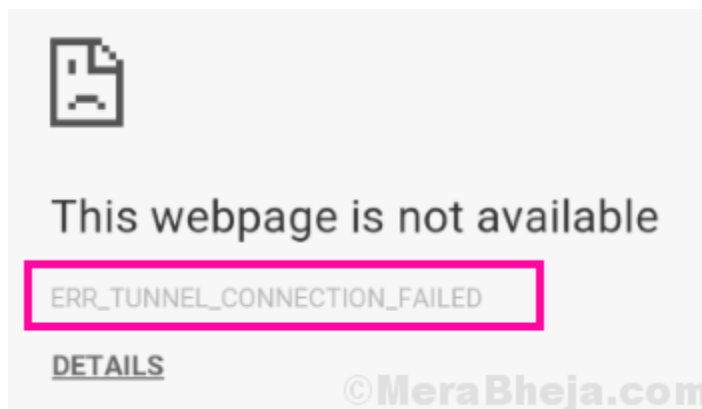 This webpage is not available
ERR_TUNNEL_CONNECTION_FAILED
DETAILS
©MeraBheja.com